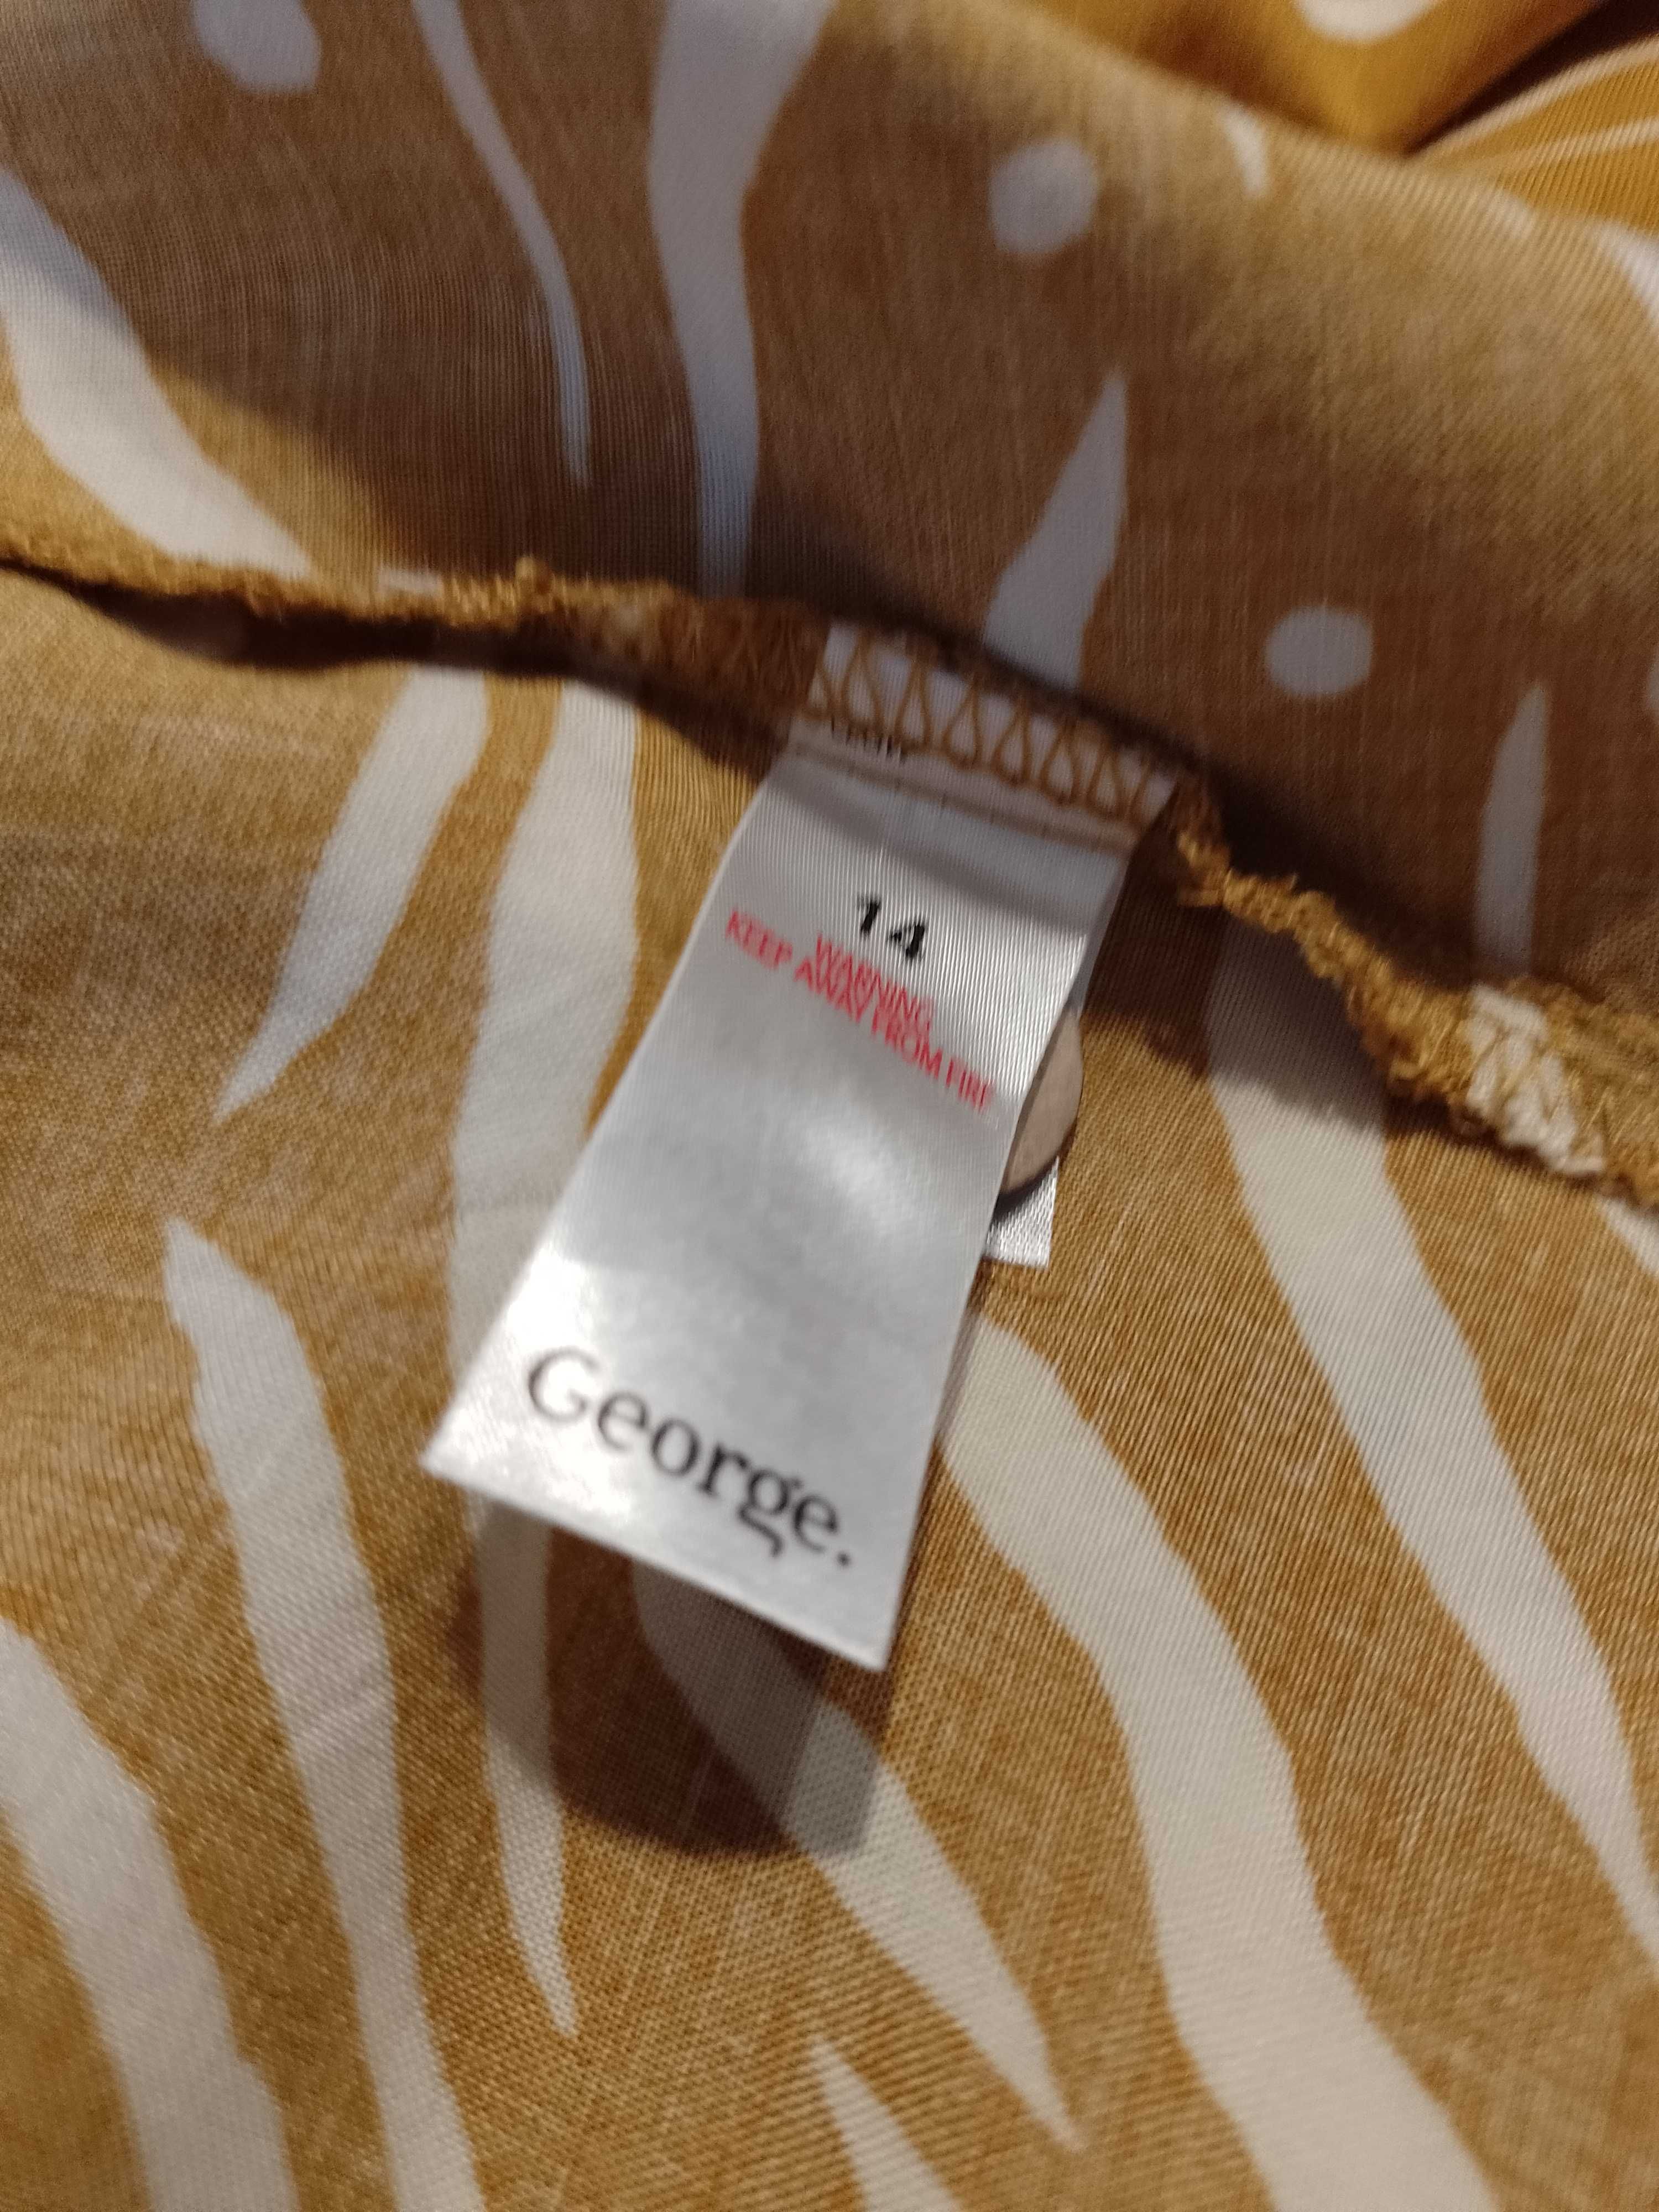 14
WARNING
KEEP AWAY FROM FIRE
George.